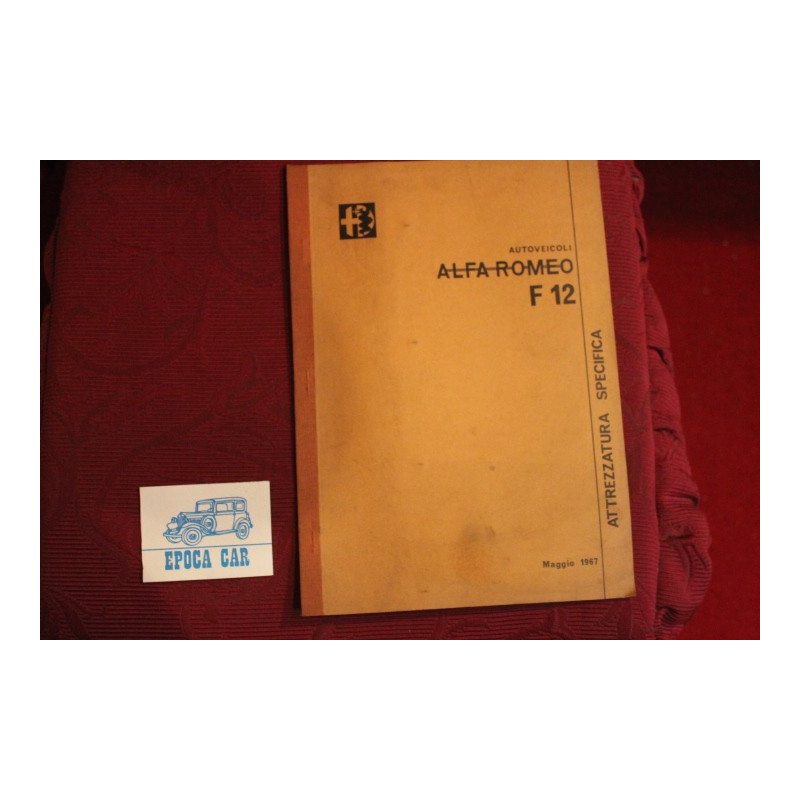 AUTOVEICOLI
ALFA ROMEO
F 12
ATTREZZATURA SPECIFICA
Maggio 1967
EPOCA CAR